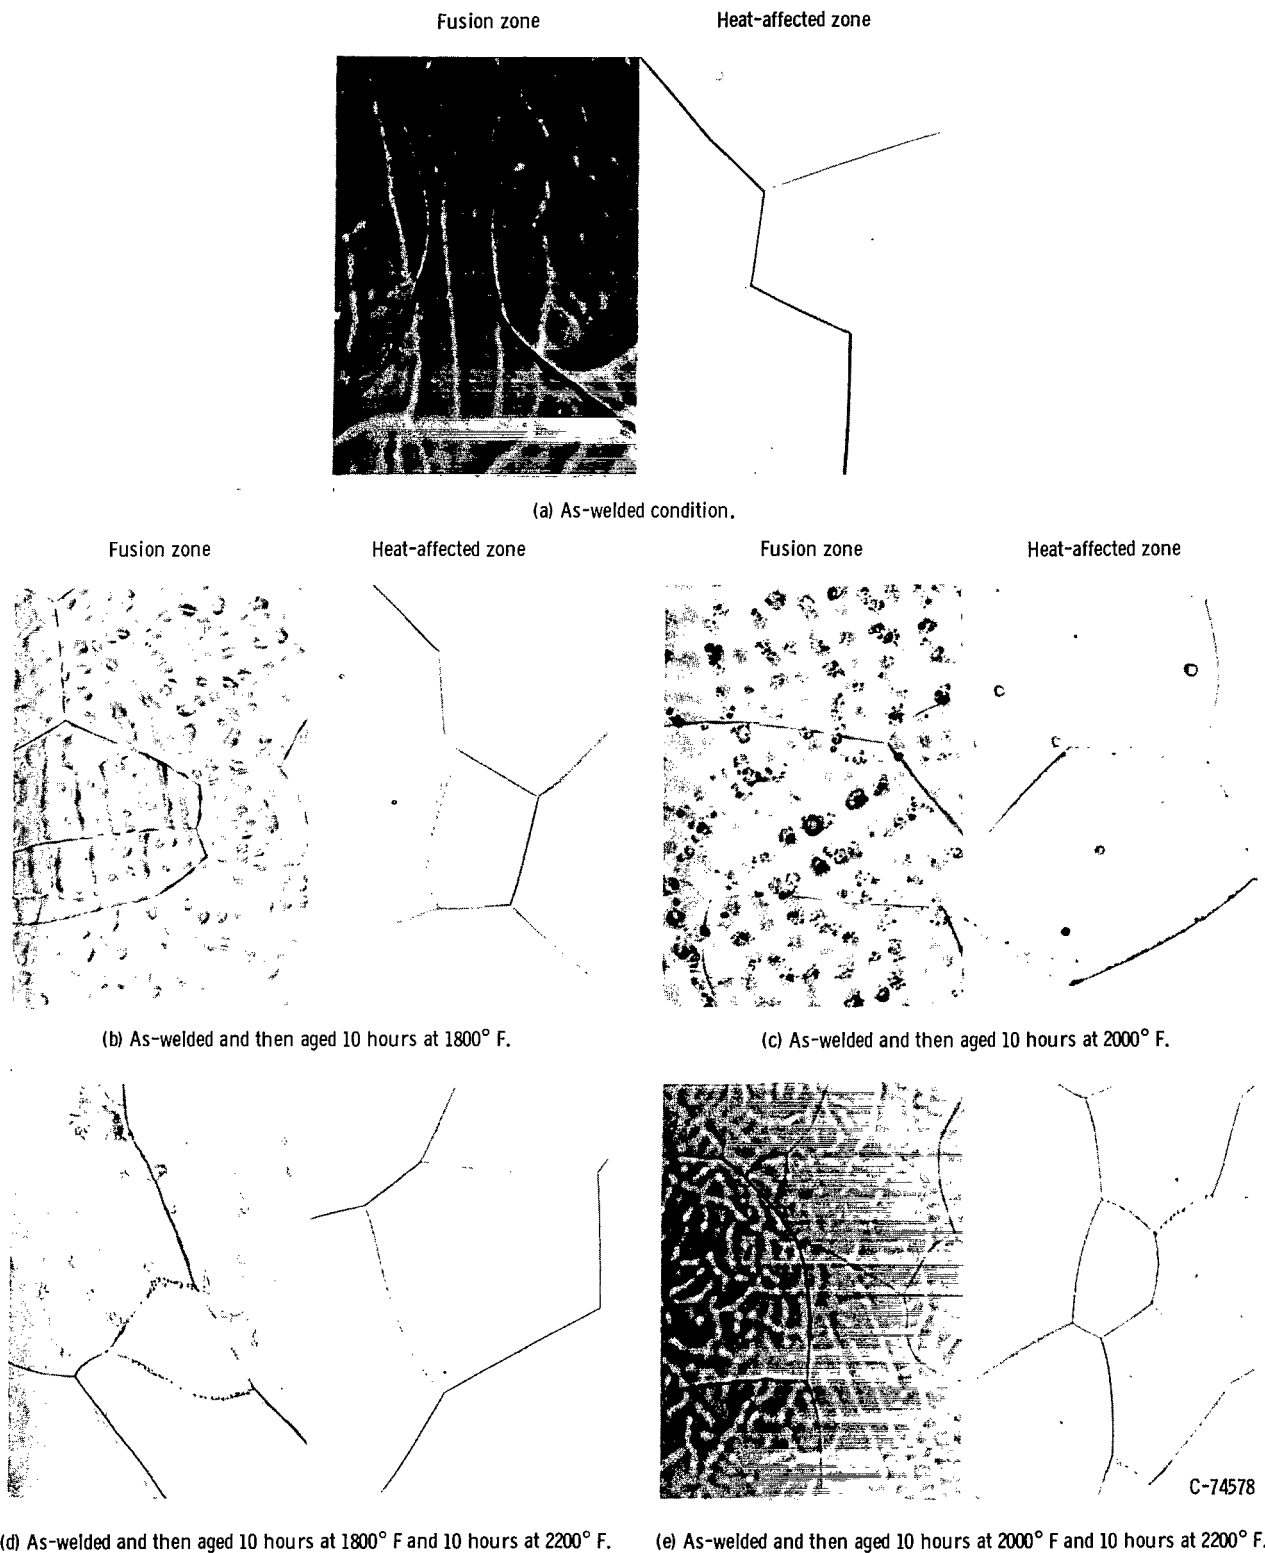 Fusion zone Heat-affected zone
(a) As-welded condition.
Fusion zone Heat-affected zone Fusion zone Heat-affected zone
(b) As-welded and then aged 10 hours at 1800° F. (c) As-welded and then aged 10 hours at 2000° F.
C-74578
(d) As-welded and then aged 10 hours at 1800° F and 10 hours at 2200° F. (e) As-welded and then aged 10 hours at 2000° F and 10 hours at 2200° F.